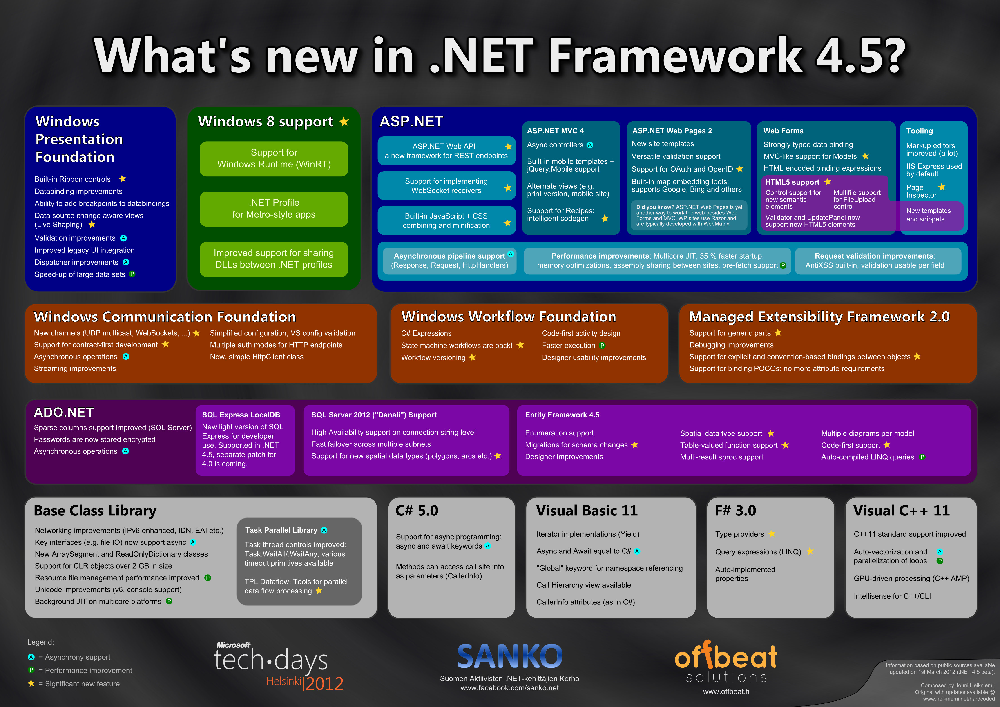 What's new in .NET Framework 4.5?
Windows
Presentation
Foundation
Built-in Ribbon controls
Databinding improvements
Ability to add breakpoints to databindings
Data source change aware views
(Live Shaping)
Validation improvements A
Improved legacy UI integration
Dispatcher improvements A
Speed-up of large data sets P
Windows 8 support
Support for
Windows Runtime (WinRT)
.NET Profile
for Metro-style apps
Improved support for sharing
DLLs between .NET profiles
ASP.NET
ASP.NET Web API -
a new framework for REST endpoints
Support for implementing
WebSocket receivers
Built-in JavaScript + CSS
combining and minification
ASP.NET MVC 4
Async controllers A
Built-in mobile templates +
jQuery.Mobile support
Alternate views (e.g.
print version, mobile site)
Support for Recipes:
intelligent codegen
ASP.NET Web Pages 2
New site templates
Versatile validation support
Support for OAuth and OpenID
Built-in map embedding tools;
supports Google, Bing and others
Did you know? ASP.NET Web Pages is yet
another way to work the web besides Web
Forms and MVC. WP sites use Razor and
are typically developed with WebMatrix.
Web Forms
Strongly typed data binding
MVC-like support for Models
HTML encoded binding expressions
HTML5 support
Control support for
new semantic
elements
Multifile support
for FileUpload
control
Validator and UpdatePanel now
support new HTML5 elements
Tooling
Markup editors
improved (a lot)
IIS Express used
by default
Page
Inspector
New templates
and snippets
Asynchronous pipeline support A
(Response, Request, HttpHandlers)
Performance improvements: Multicore JIT, 35 % faster startup,
memory optimizations, assembly sharing between sites, pre-fetch support P
Request validation improvements:
AntiXSS built-in, validation usable per field
Windows Communication Foundation
New channels (UDP multicast, WebSockets, ...)
Support for contract-first development
Asynchronous operations A
Streaming improvements
Simplified configuration, VS config validation
Multiple auth modes for HTTP endpoints
New, simple HttpClient class
Windows Workflow Foundation
C# Expressions
State machine workflows are back!
Workflow versioning
Code-first activity design
Faster execution P
Designer usability improvements
Managed Extensibility Framework 2.0
Support for generic parts
Debugging improvements
Support for explicit and convention-based bindings between objects
Support for binding POCOs: no more attribute requirements
ADO.NET
Sparse columns support improved (SQL Server)
Passwords are now stored encrypted
Asynchronous operations A
SQL Express LocalDB
New light version of SQL
Express for developer
use. Supported in .NET
4.5, separate patch for
4.0 is coming.
SQL Server 2012 ("Denali") Support
High Availability support on connection string level
Fast failover across multiple subnets
Support for new spatial data types (polygons, arcs etc.)
Entity Framework 4.5
Enumeration support
Migrations for schema changes
Designer improvements
Spatial data type support
Table-valued function support
Multi-result sproc support
Multiple diagrams per model
Code-first support
Auto-compiled LINQ queries P
Base Class Library
Networking improvements (IPv6 enhanced, IDN, EAI etc.)
Key interfaces (e.g. file IO) now support async A
New ArraySegment and ReadOnlyDictionary classes
Support for CLR objects over 2 GB in size
Resource file management performance improved P
Unicode improvements (v6, console support)
Background JIT on multicore platforms P
Task Parallel Library A
Task thread controls improved:
Task.WaitAll/.WaitAny, various
timeout primitives available
TPL Dataflow: Tools for parallel
data flow processing
C# 5.0
Support for async programming:
async and await keywords A
Methods can access call site info
as parameters (CallerInfo)
Visual Basic 11
Iterator implementations (Yield)
Async and Await equal to C# A
"Global" keyword for namespace referencing
Call Hierarchy view available
CallerInfo attributes (as in C#)
F# 3.0
Type providers
Query expressions (LINQ)
Auto-implemented
properties
Visual C++ 11
C++11 standard support improved
Auto-vectorization and A
parallelization of loops P
GPU-driven processing (C++ AMP)
Intellisense for C++/CLI
Legend:
A = Asynchrony support
P = Performance improvement
= Significant new feature
Microsoft
tech·days
Helsinki|2012
SANKO
Suomen Aktiivisten .NET-kehittäjien Kerho
www.facebook.com/sanko.net
offbeat
solutions
www.offbeat.fi
Information based on public sources available
updated on 1st March 2012 (.NET 4.5 beta).
Composed by Jouni Heikniemi.
Original with updates available @
www.heikniemi.net/hardcoded